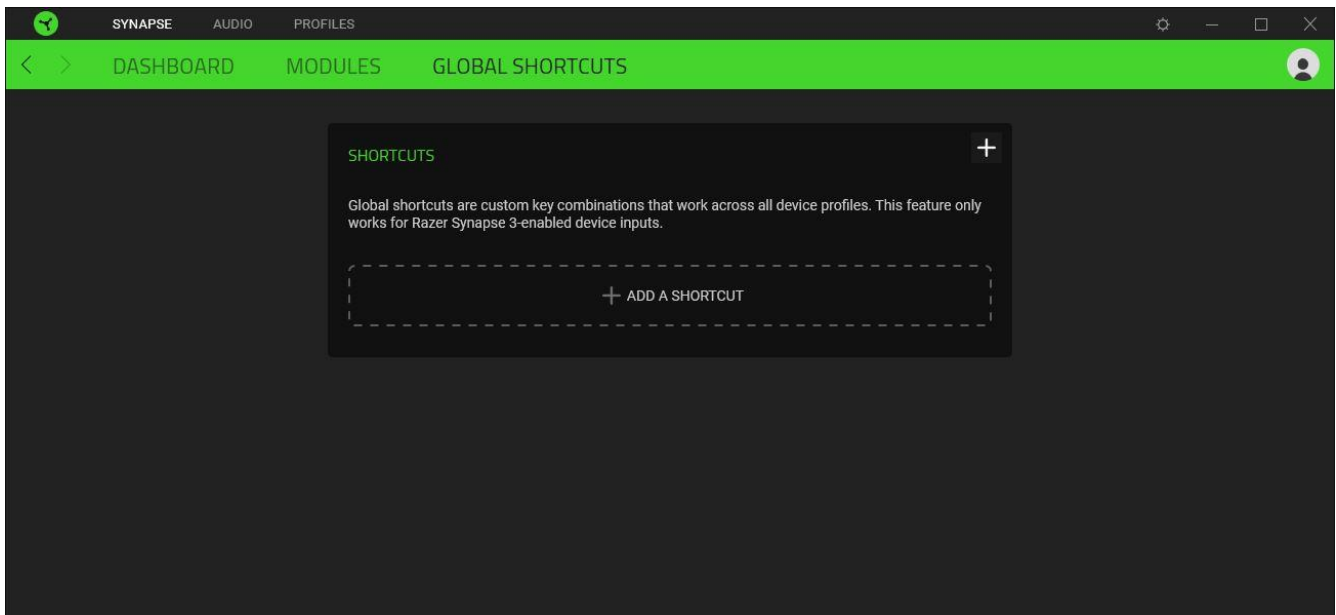 SYNAPSE AUDIO PROFILES
DASHBOARD MODULES GLOBAL SHORTCUTS
SHORTCUTS
Global shortcuts are custom key combinations that work across all device profiles. This feature only
works for Razer Synapse 3-enabled device inputs.
ADD A SHORTCUT